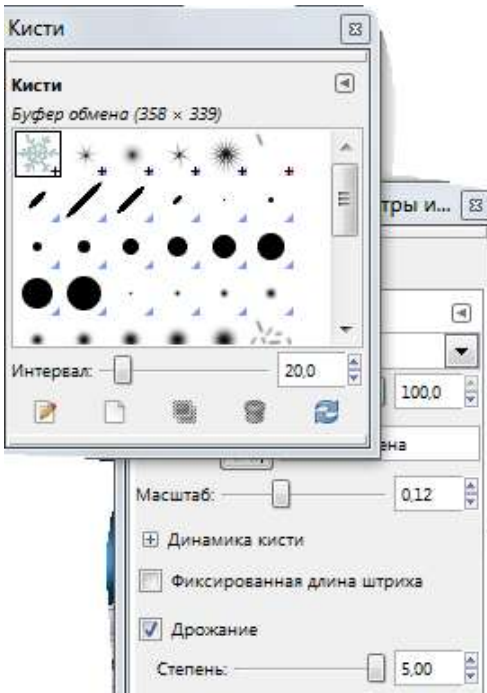 Кисти
Кисти
Буфер обмена (358 × 339)
Интервал: 20,0
тры и...
100,0
Масштаб: 0,12
Динамика кисти
Фиксированная длина штриха
Дрожание
Степень: 5,00